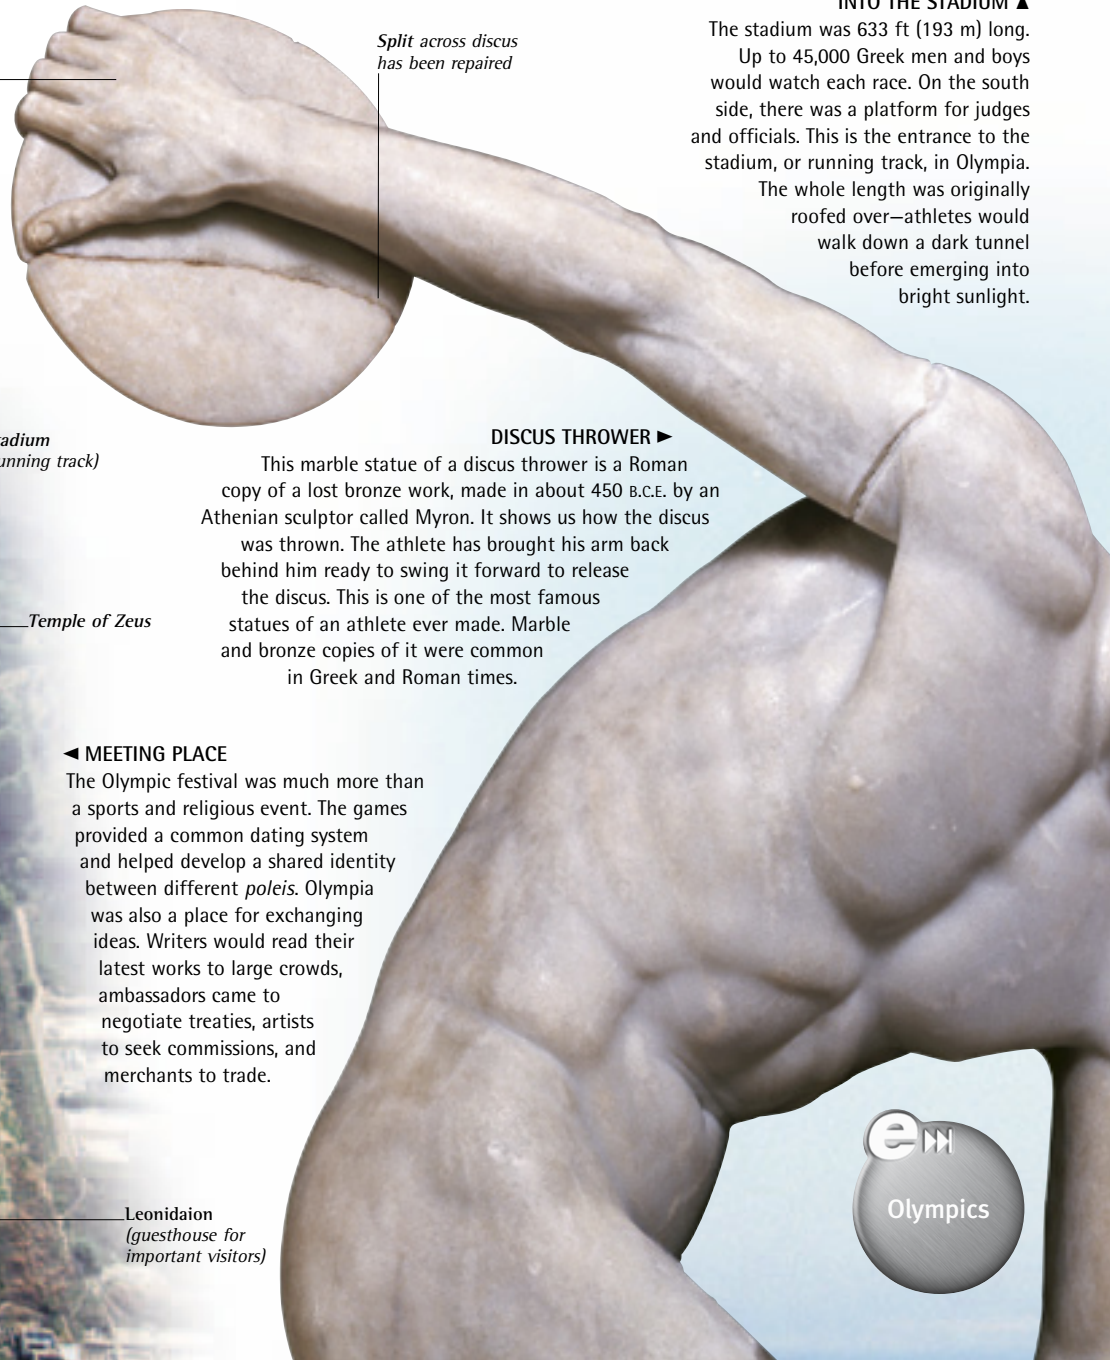 Split across discus
has been repaired
INTO THE STADIUM ▲
The stadium was 633 ft (193 m) long.
Up to 45,000 Greek men and boys
would watch each race. On the south
side, there was a platform for judges
and officials. This is the entrance to the
stadium, or running track, in Olympia.
The whole length was originally
roofed over—athletes would
walk down a dark tunnel
before emerging into
bright sunlight.
DISCUS THROWER ►
This marble statue of a discus thrower is a Roman
copy of a lost bronze work, made in about 450 B.C.E. by an
Athenian sculptor called Myron. It shows us how the discus
was thrown. The athlete has brought his arm back
behind him ready to swing it forward to release
the discus. This is one of the most famous
statues of an athlete ever made. Marble
and bronze copies of it were common
in Greek and Roman times.
tadium
unning track)
Temple of Zeus
◄ MEETING PLACE
The Olympic festival was much more than
a sports and religious event. The games
provided a common dating system
and helped develop a shared identity
between different poleis. Olympia
was also a place for exchanging
ideas. Writers would read their
latest works to large crowds,
ambassadors came to
negotiate treaties, artists
to seek commissions, and
merchants to trade.
Leonidaion
(guesthouse for
important visitors)
e
Olympics